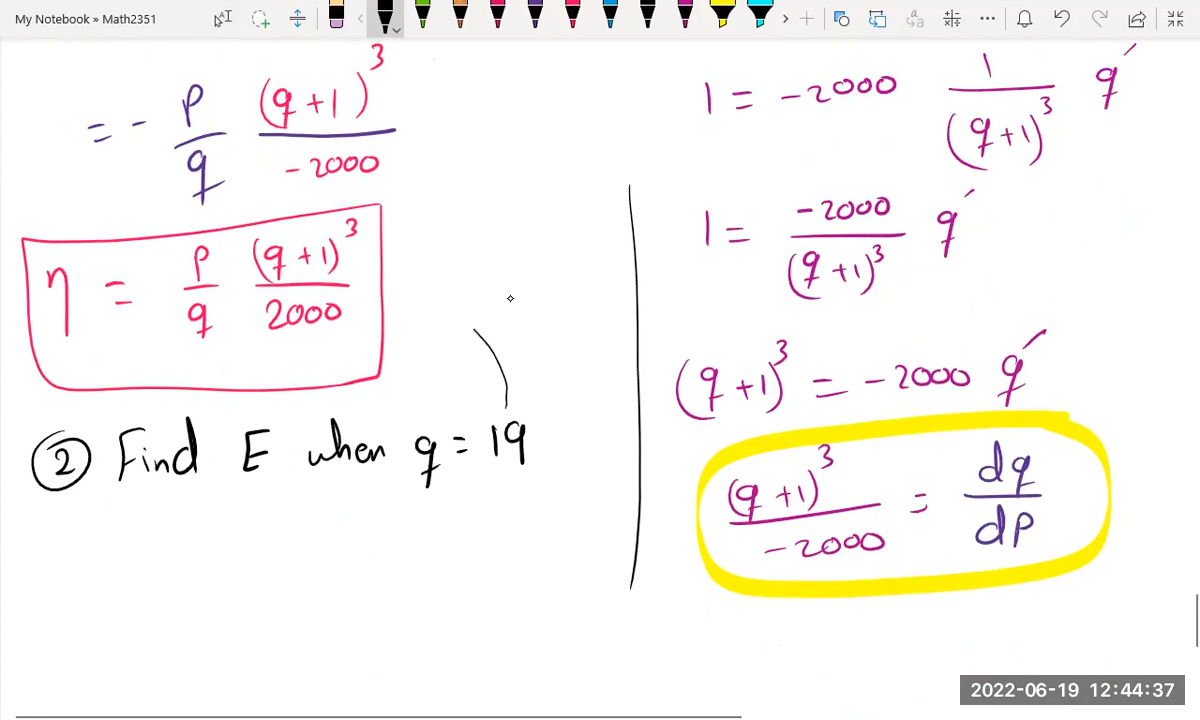 My Notebook » Math2351
= - p/q (q+1)^3/-2000
η = p/q (q+1)^3/2000
② Find E when q = 19
1 = -2000 1/(q+1)^3 q′
1 = -2000/(q+1)^3 q′
(q+1)^3 = -2000 q′
(q+1)^3/-2000 = dq/dp
2022-06-19 12:44:37